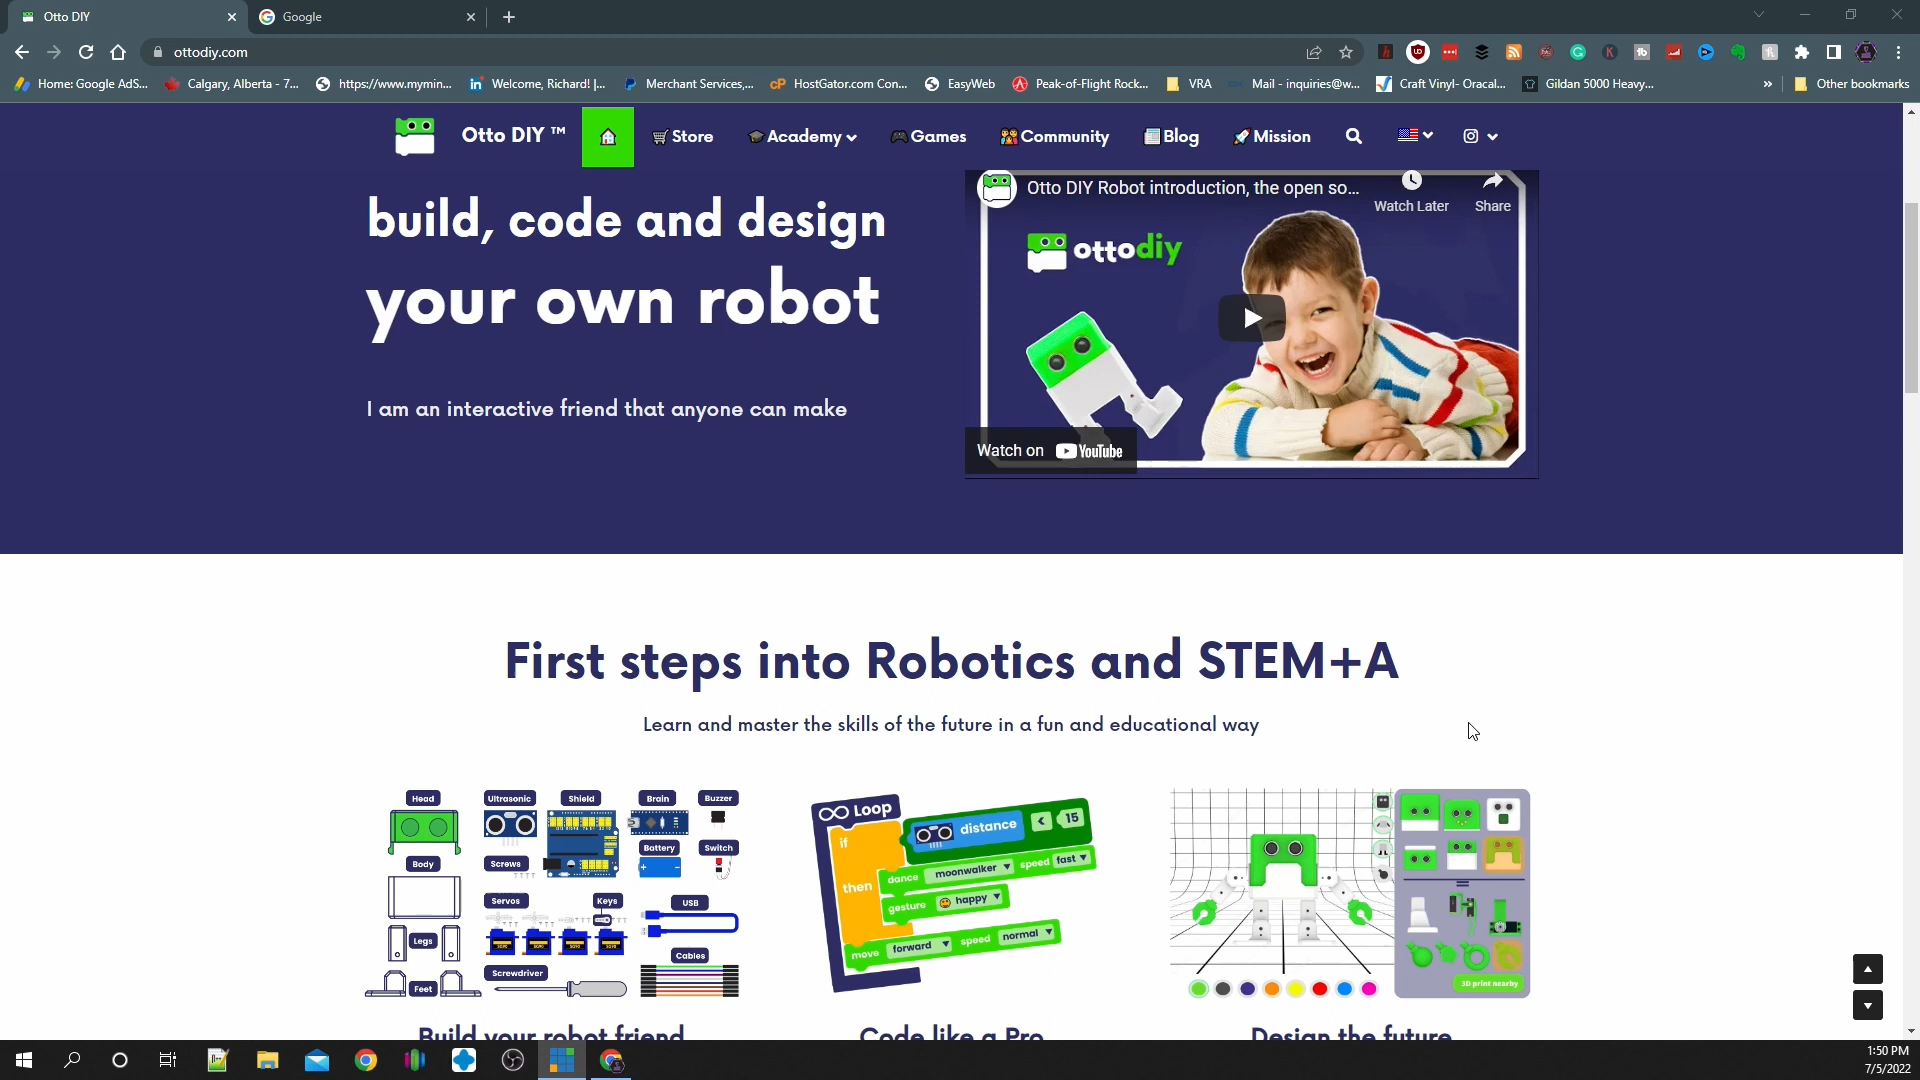 Otto DIY
Google
ottodiy.com
Home: Google AdS...
Calgary, Alberta - 7...
https://www.mymin...
Welcome, Richard! |...
Merchant Services,...
HostGator.com Con...
EasyWeb
Peak-of-Flight Rock...
VRA
Mail - inquiries@w...
Craft Vinyl- Oracal...
Gildan 5000 Heavy...
»
Other bookmarks
Otto DIY ™
Store
Academy
Games
Community
Blog
Mission
build, code and design
your own robot
I am an interactive friend that anyone can make
Otto DIY Robot introduction, the open so...
Watch Later
Share
ottodiy
Watch on YouTube
First steps into Robotics and STEM+A
Learn and master the skills of the future in a fun and educational way
Head
Ultrasonic
Shield
Brain
Buzzer
Battery
Switch
Body
Screws
Servos
Keys
USB
Legs
Cables
Screwdriver
Feet
Loop
if
distance < 15
then
dance moonwalker speed fast
gesture happy
move forward speed normal
3D print nearby
Build your robot friend
Code like a Pro
Design the future
1:50 PM
7/5/2022